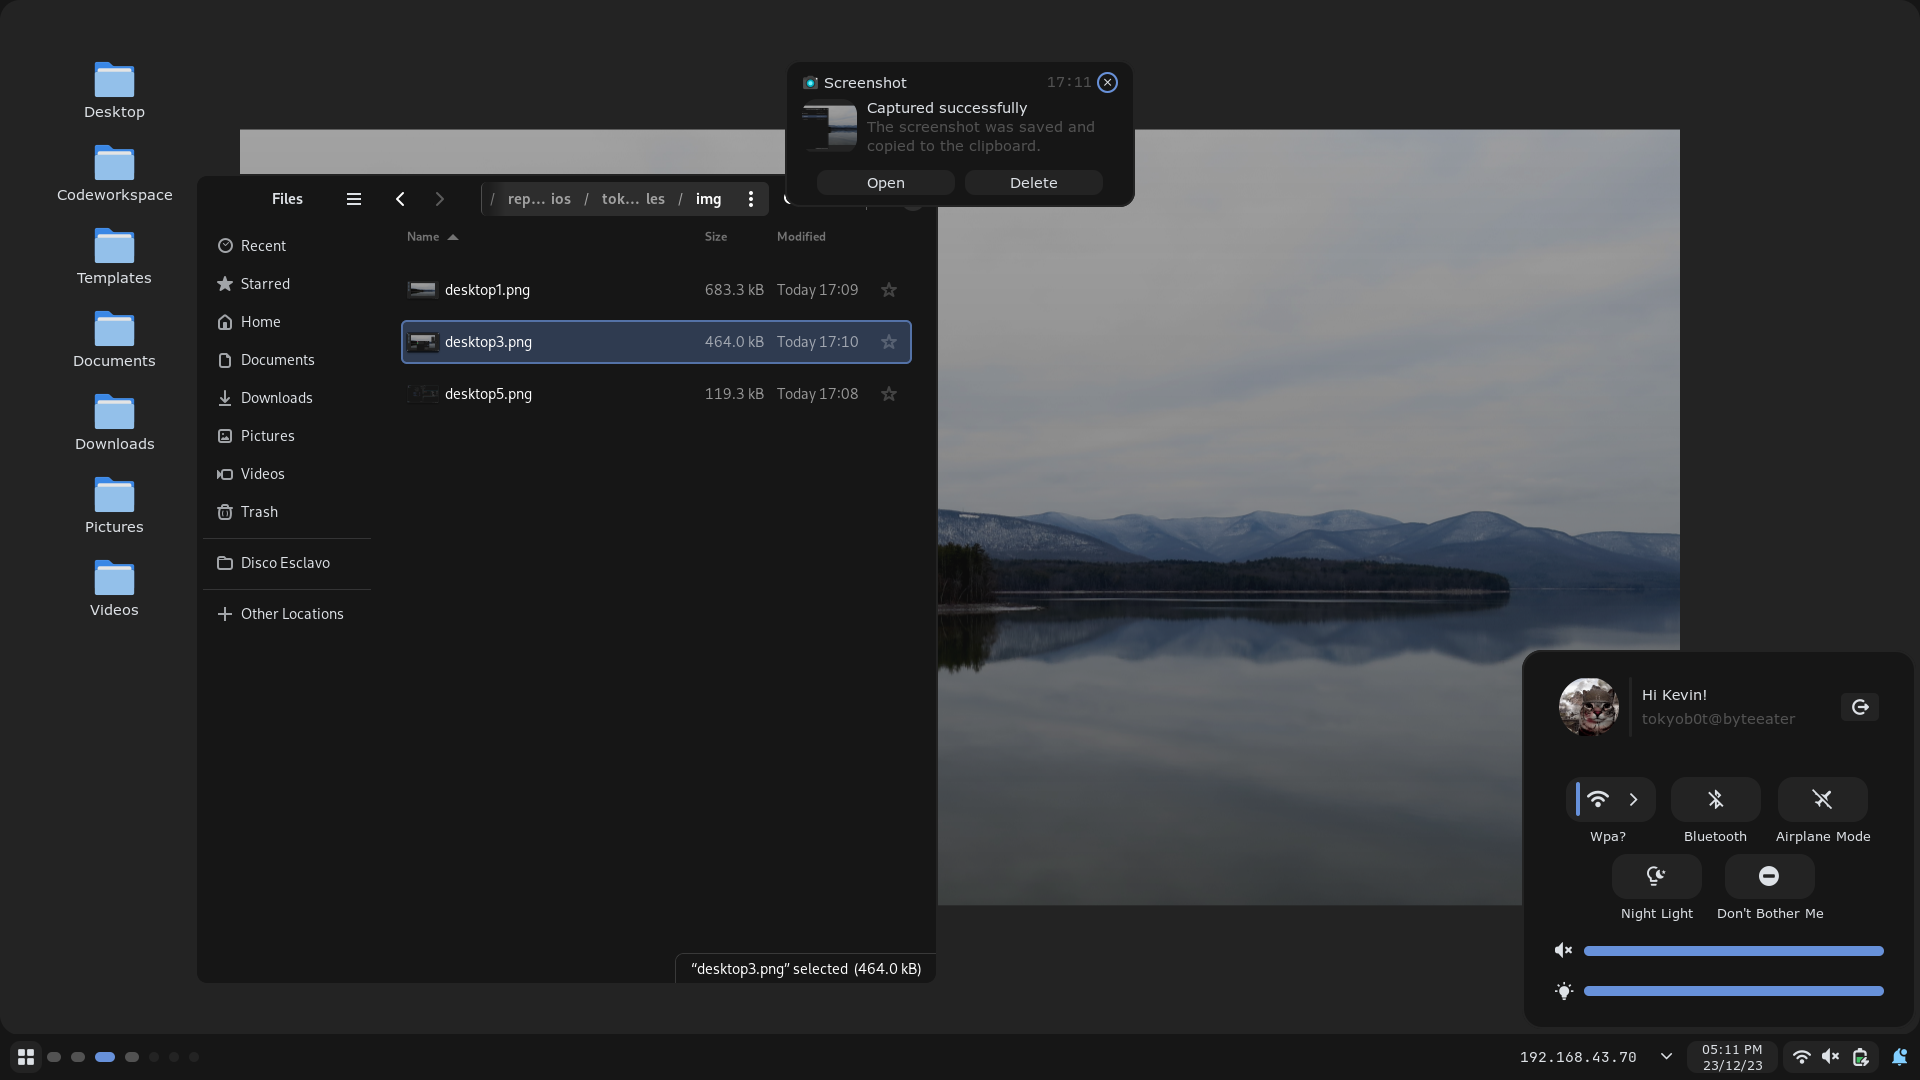 Desktop
Codeworkspace
Templates
Documents
Downloads
Pictures
Videos
Screenshot 17:11
Captured successfully
The screenshot was saved and
copied to the clipboard.
Open Delete
Files / rep... ios / tok... les / img
Recent
Starred
Home
Documents
Downloads
Pictures
Videos
Trash
Disco Esclavo
Other Locations
Name Size Modified
desktop1.png 683.3 kB Today 17:09
desktop3.png 464.0 kB Today 17:10
desktop5.png 119.3 kB Today 17:08
“desktop3.png” selected (464.0 kB)
Hi Kevin!
tokyob0t@byteeater
Wpa? Bluetooth Airplane Mode
Night Light Don't Bother Me
192.168.43.70
05:11 PM
23/12/23